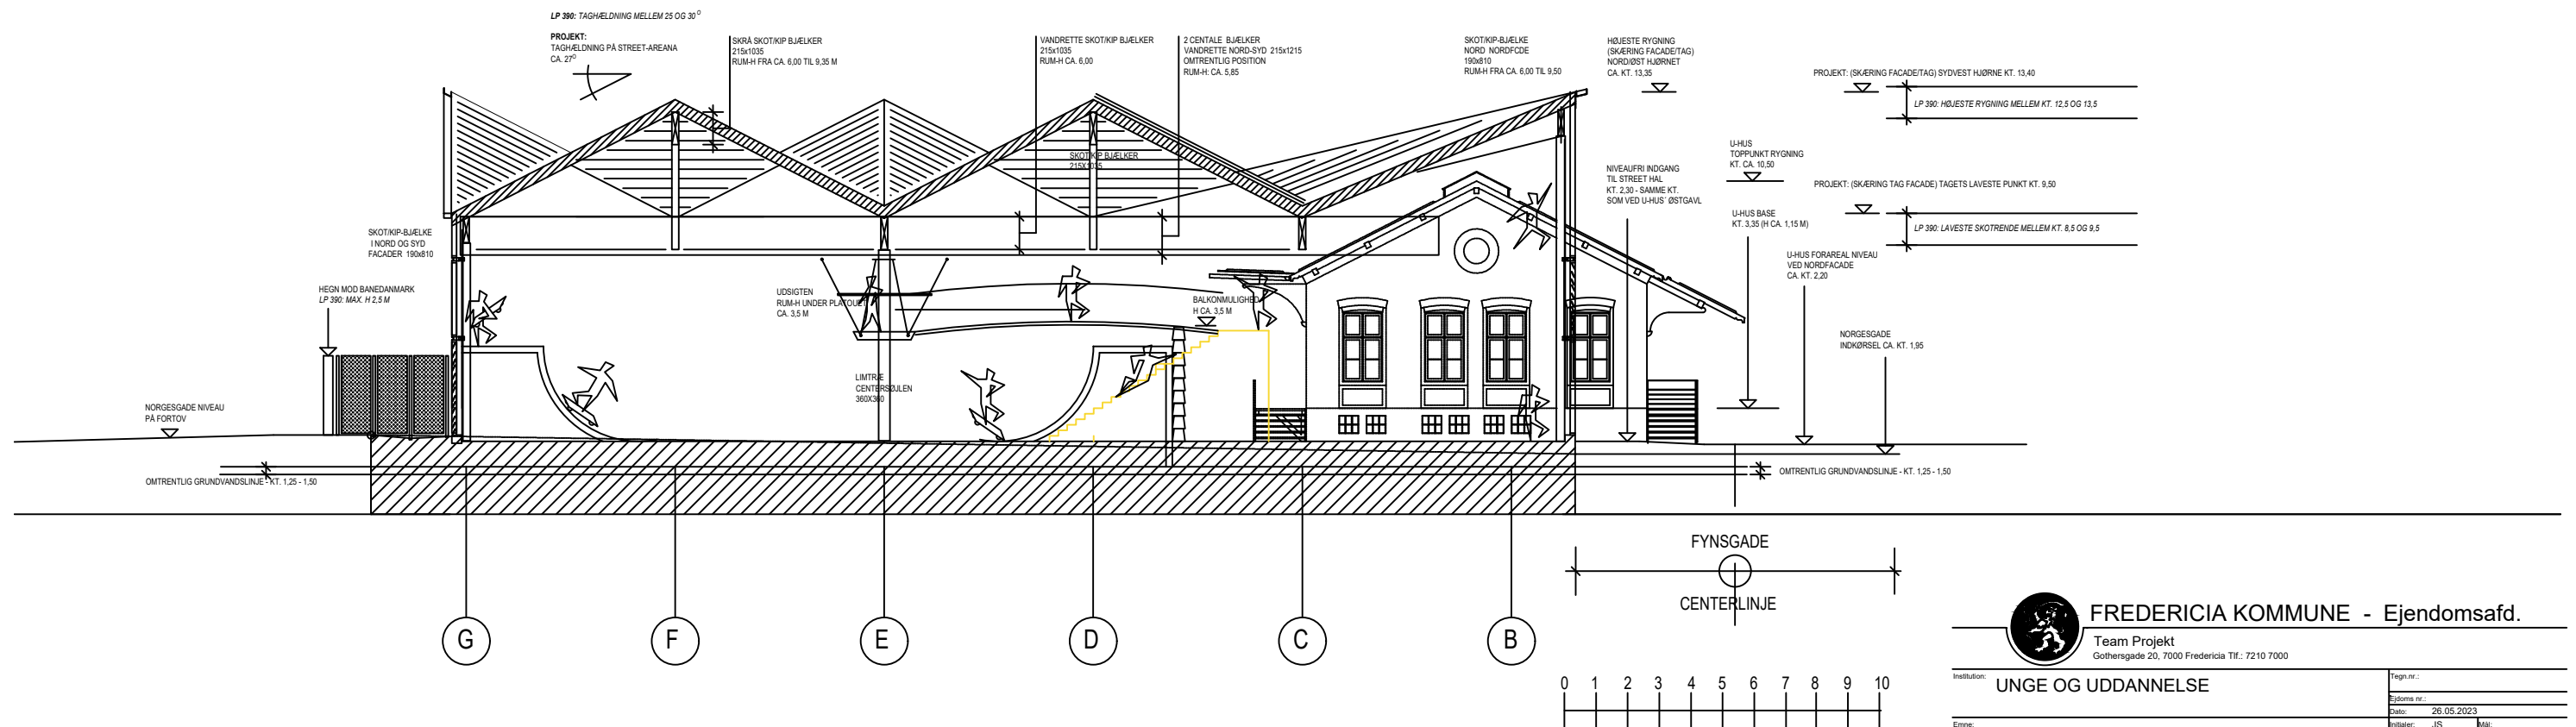 LP 390: TAGHÆLDNING MELLEM 25 OG 30⁰
PROJEKT:
TAGHÆLDNING PÅ STREET-AREANA
CA. 27⁰
SKRÅ SKOT/KIP BJÆLKER
215x1035
RUM-H FRA CA. 6,00 TIL 9,35 M
VANDRETTE SKOT/KIP BJÆLKER
215x1035
RUM-H CA. 6,00
2 CENTALE BJÆLKER
VANDRETTE NORD-SYD 215x1215
OMTRENTLIG POSITION
RUM-H: CA. 5,85
SKOT/KIP-BJÆLKE
NORD NORDFCDE
190x810
RUM-H FRA CA. 6,00 TIL 9,50
HØJESTE RYGNING
(SKÆRING FACADE/TAG)
NORD/ØST HJØRNET
CA. KT. 13,35
PROJEKT: (SKÆRING FACADE/TAG) SYDVEST HJØRNE KT. 13,40
LP 390: HØJESTE RYGNING MELLEM KT. 12,5 OG 13,5
U-HUS
TOPPUNKT RYGNING
KT. CA. 10,50
SKOT/KIP BJÆLKER
215X1035
NIVEAUFRI INDGANG
TIL STREET HAL
KT. 2,30 - SAMME KT.
SOM VED U-HUS´ ØSTGAVL
PROJEKT: (SKÆRING TAG FACADE) TAGETS LAVESTE PUNKT KT. 9,50
U-HUS BASE
KT. 3,35 (H CA. 1,15 M)
LP 390: LAVESTE SKOTRENDE MELLEM KT. 8,5 OG 9,5
SKOT/KIP-BJÆLKE
I NORD OG SYD
FACADER 190x810
U-HUS FORAREAL NIVEAU
VED NORDFACADE
CA. KT. 2,20
HEGN MOD BANEDANMARK
LP 390: MAX. H 2,5 M
UDSIGTEN
RUM-H UNDER PLATOUET
CA. 3,5 M
BALKONMULIGHED
H CA. 3,5 M
NORGESGADE
INDKØRSEL CA. KT. 1,95
LIMTRÆ
CENTERSØJLEN
360X360
NORGESGADE NIVEAU
PÅ FORTOV
OMTRENTLIG GRUNDVANDSLINJE - KT. 1,25 - 1,50
OMTRENTLIG GRUNDVANDSLINJE - KT. 1,25 - 1,50
FYNSGADE
CENTERLINJE
G F E D C B
0 1 2 3 4 5 6 7 8 9 10
FREDERICIA KOMMUNE - Ejendomsafd.
Team Projekt
Gothersgade 20, 7000 Fredericia Tlf.: 7210 7000
Institution: UNGE OG UDDANNELSE
Tegn.nr.:
Ejdoms nr.:
Dato: 26.05.2023
Emne:
Initialer: JS Mål: